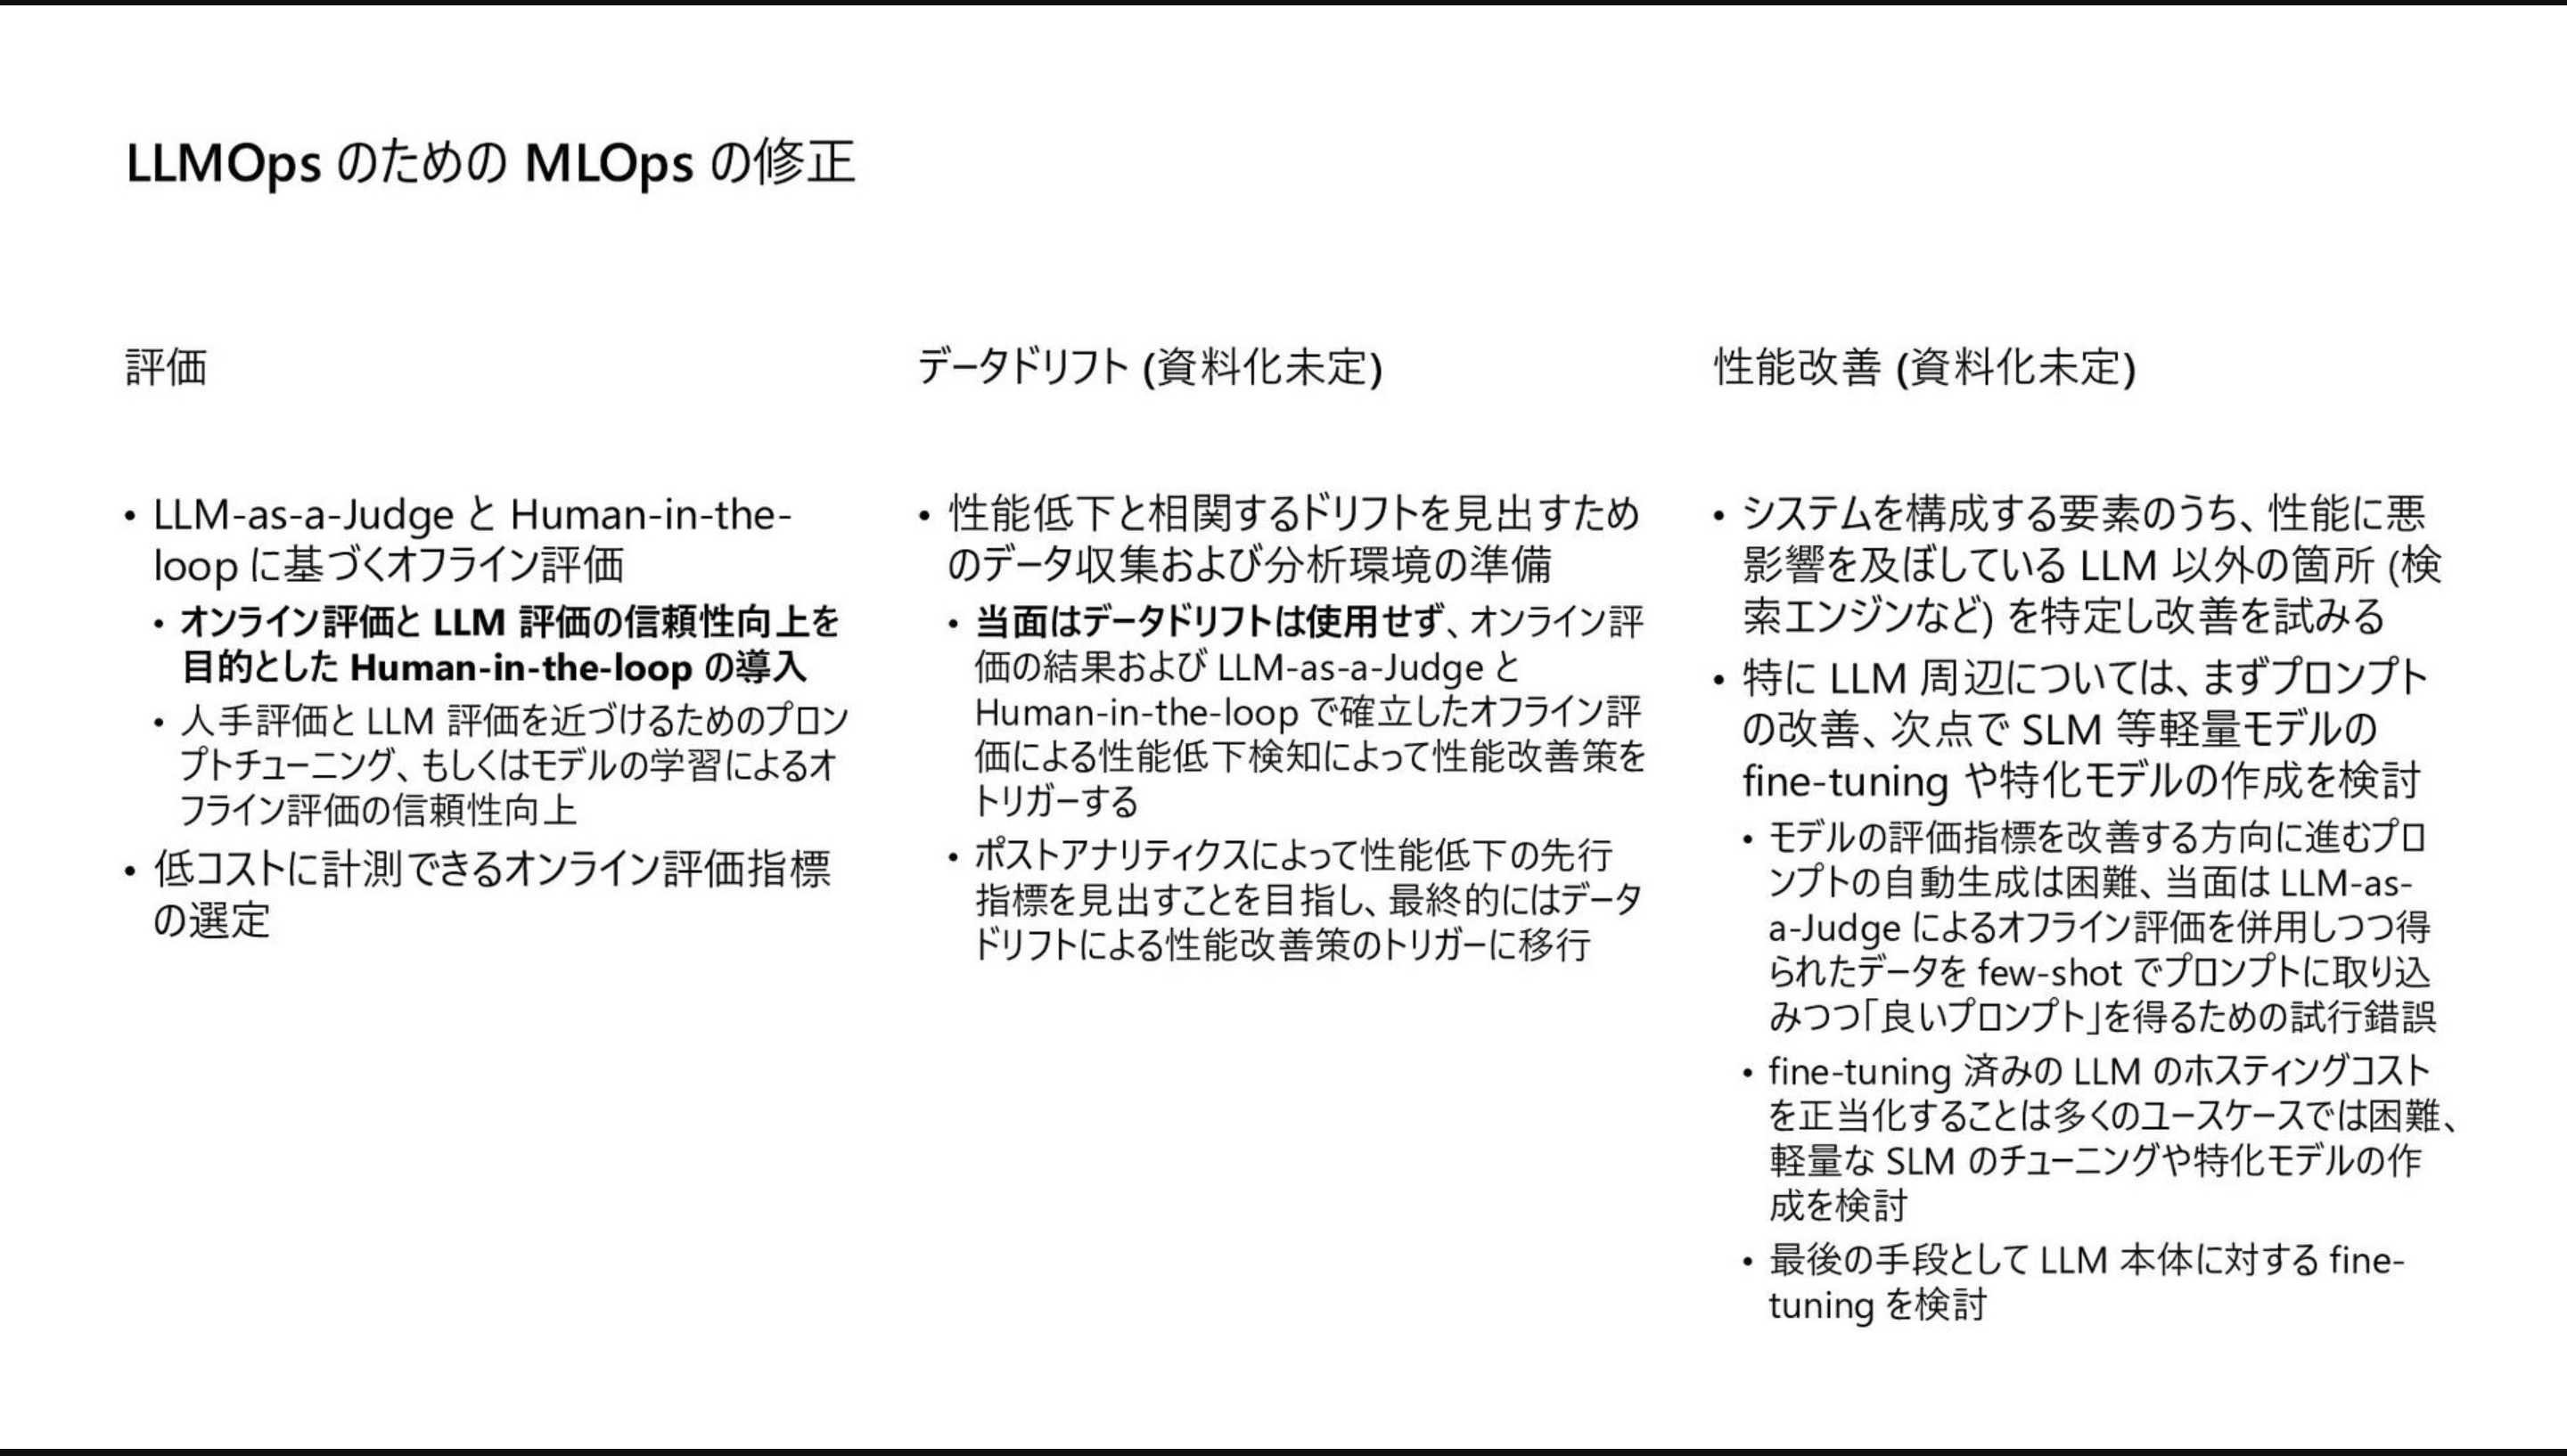 LLMOps のための MLOps の修正
評価
• LLM-as-a-Judge と Human-in-the-
loop に基づくオフライン評価
• オンライン評価と LLM 評価の信頼性向上を
目的とした Human-in-the-loop の導入
• 人手評価と LLM 評価を近づけるためのプロン
プトチューニング、もしくはモデルの学習によるオ
フライン評価の信頼性向上
• 低コストに計測できるオンライン評価指標
の選定
データドリフト (資料化未定)
• 性能低下と相関するドリフトを見出すため
のデータ収集および分析環境の準備
• 当面はデータドリフトは使用せず、オンライン評
価の結果および LLM-as-a-Judge と
Human-in-the-loop で確立したオフライン評
価による性能低下検知によって性能改善策を
トリガーする
• ポストアナリティクスによって性能低下の先行
指標を見出すことを目指し、最終的にはデータ
ドリフトによる性能改善策のトリガーに移行
性能改善 (資料化未定)
• システムを構成する要素のうち、性能に悪
影響を及ぼしている LLM 以外の箇所 (検
索エンジンなど) を特定し改善を試みる
• 特に LLM 周辺については、まずプロンプト
の改善、次点で SLM 等軽量モデルの
fine-tuning や特化モデルの作成を検討
• モデルの評価指標を改善する方向に進むプロ
ンプトの自動生成は困難、当面は LLM-as-
a-Judge によるオフライン評価を併用しつつ得
られたデータを few-shot でプロンプトに取り込
みつつ「良いプロンプト」を得るための試行錯誤
• fine-tuning 済みの LLM のホスティングコスト
を正当化することは多くのユースケースでは困難、
軽量な SLM のチューニングや特化モデルの作
成を検討
• 最後の手段として LLM 本体に対する fine-
tuning を検討